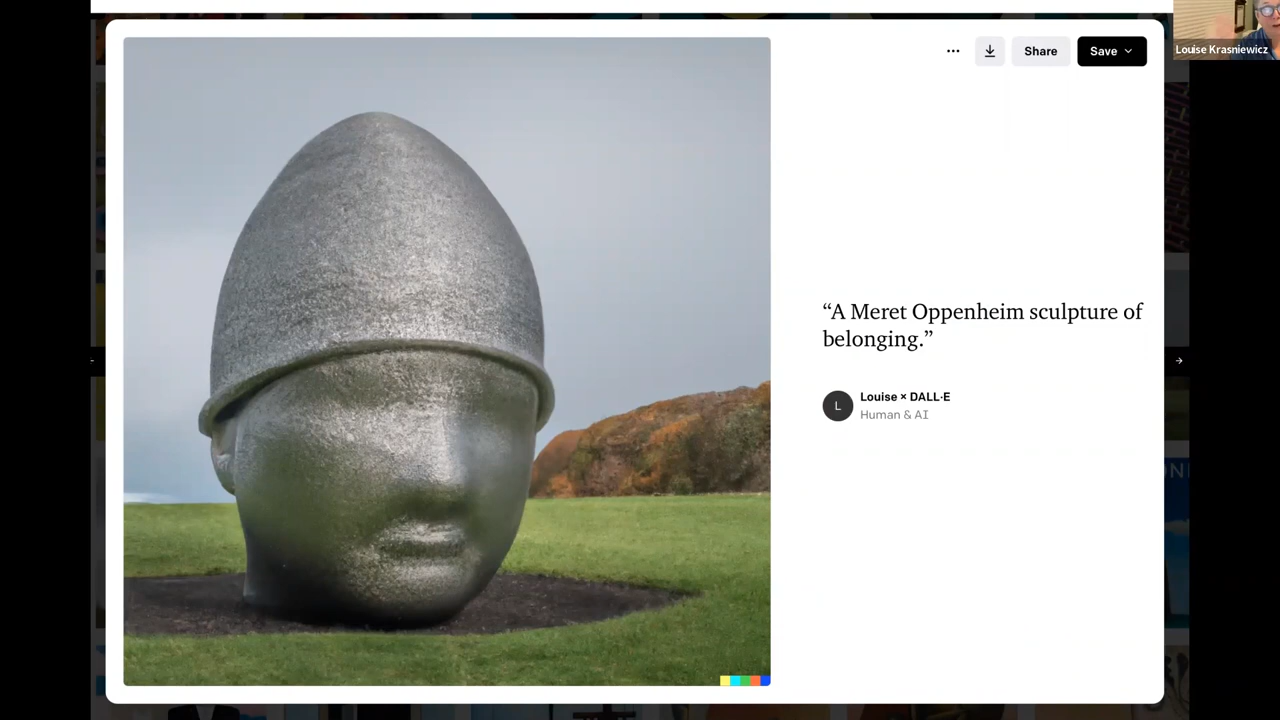 Share
Save
Louise Krasniewicz
“A Meret Oppenheim sculpture of
belonging.”
L
Louise × DALL·E
Human & AI